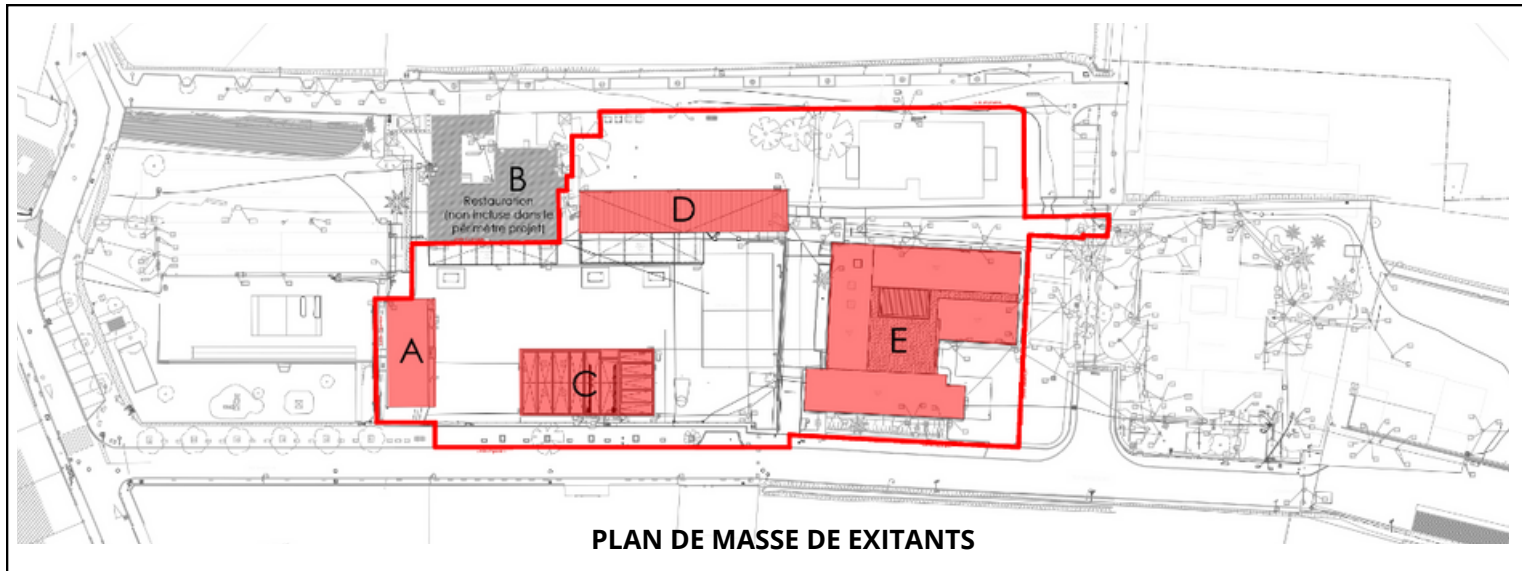 B
Restauration
(non incluse dans le
périmètre projet)
D
A
C
E
PLAN DE MASSE DE EXITANTS